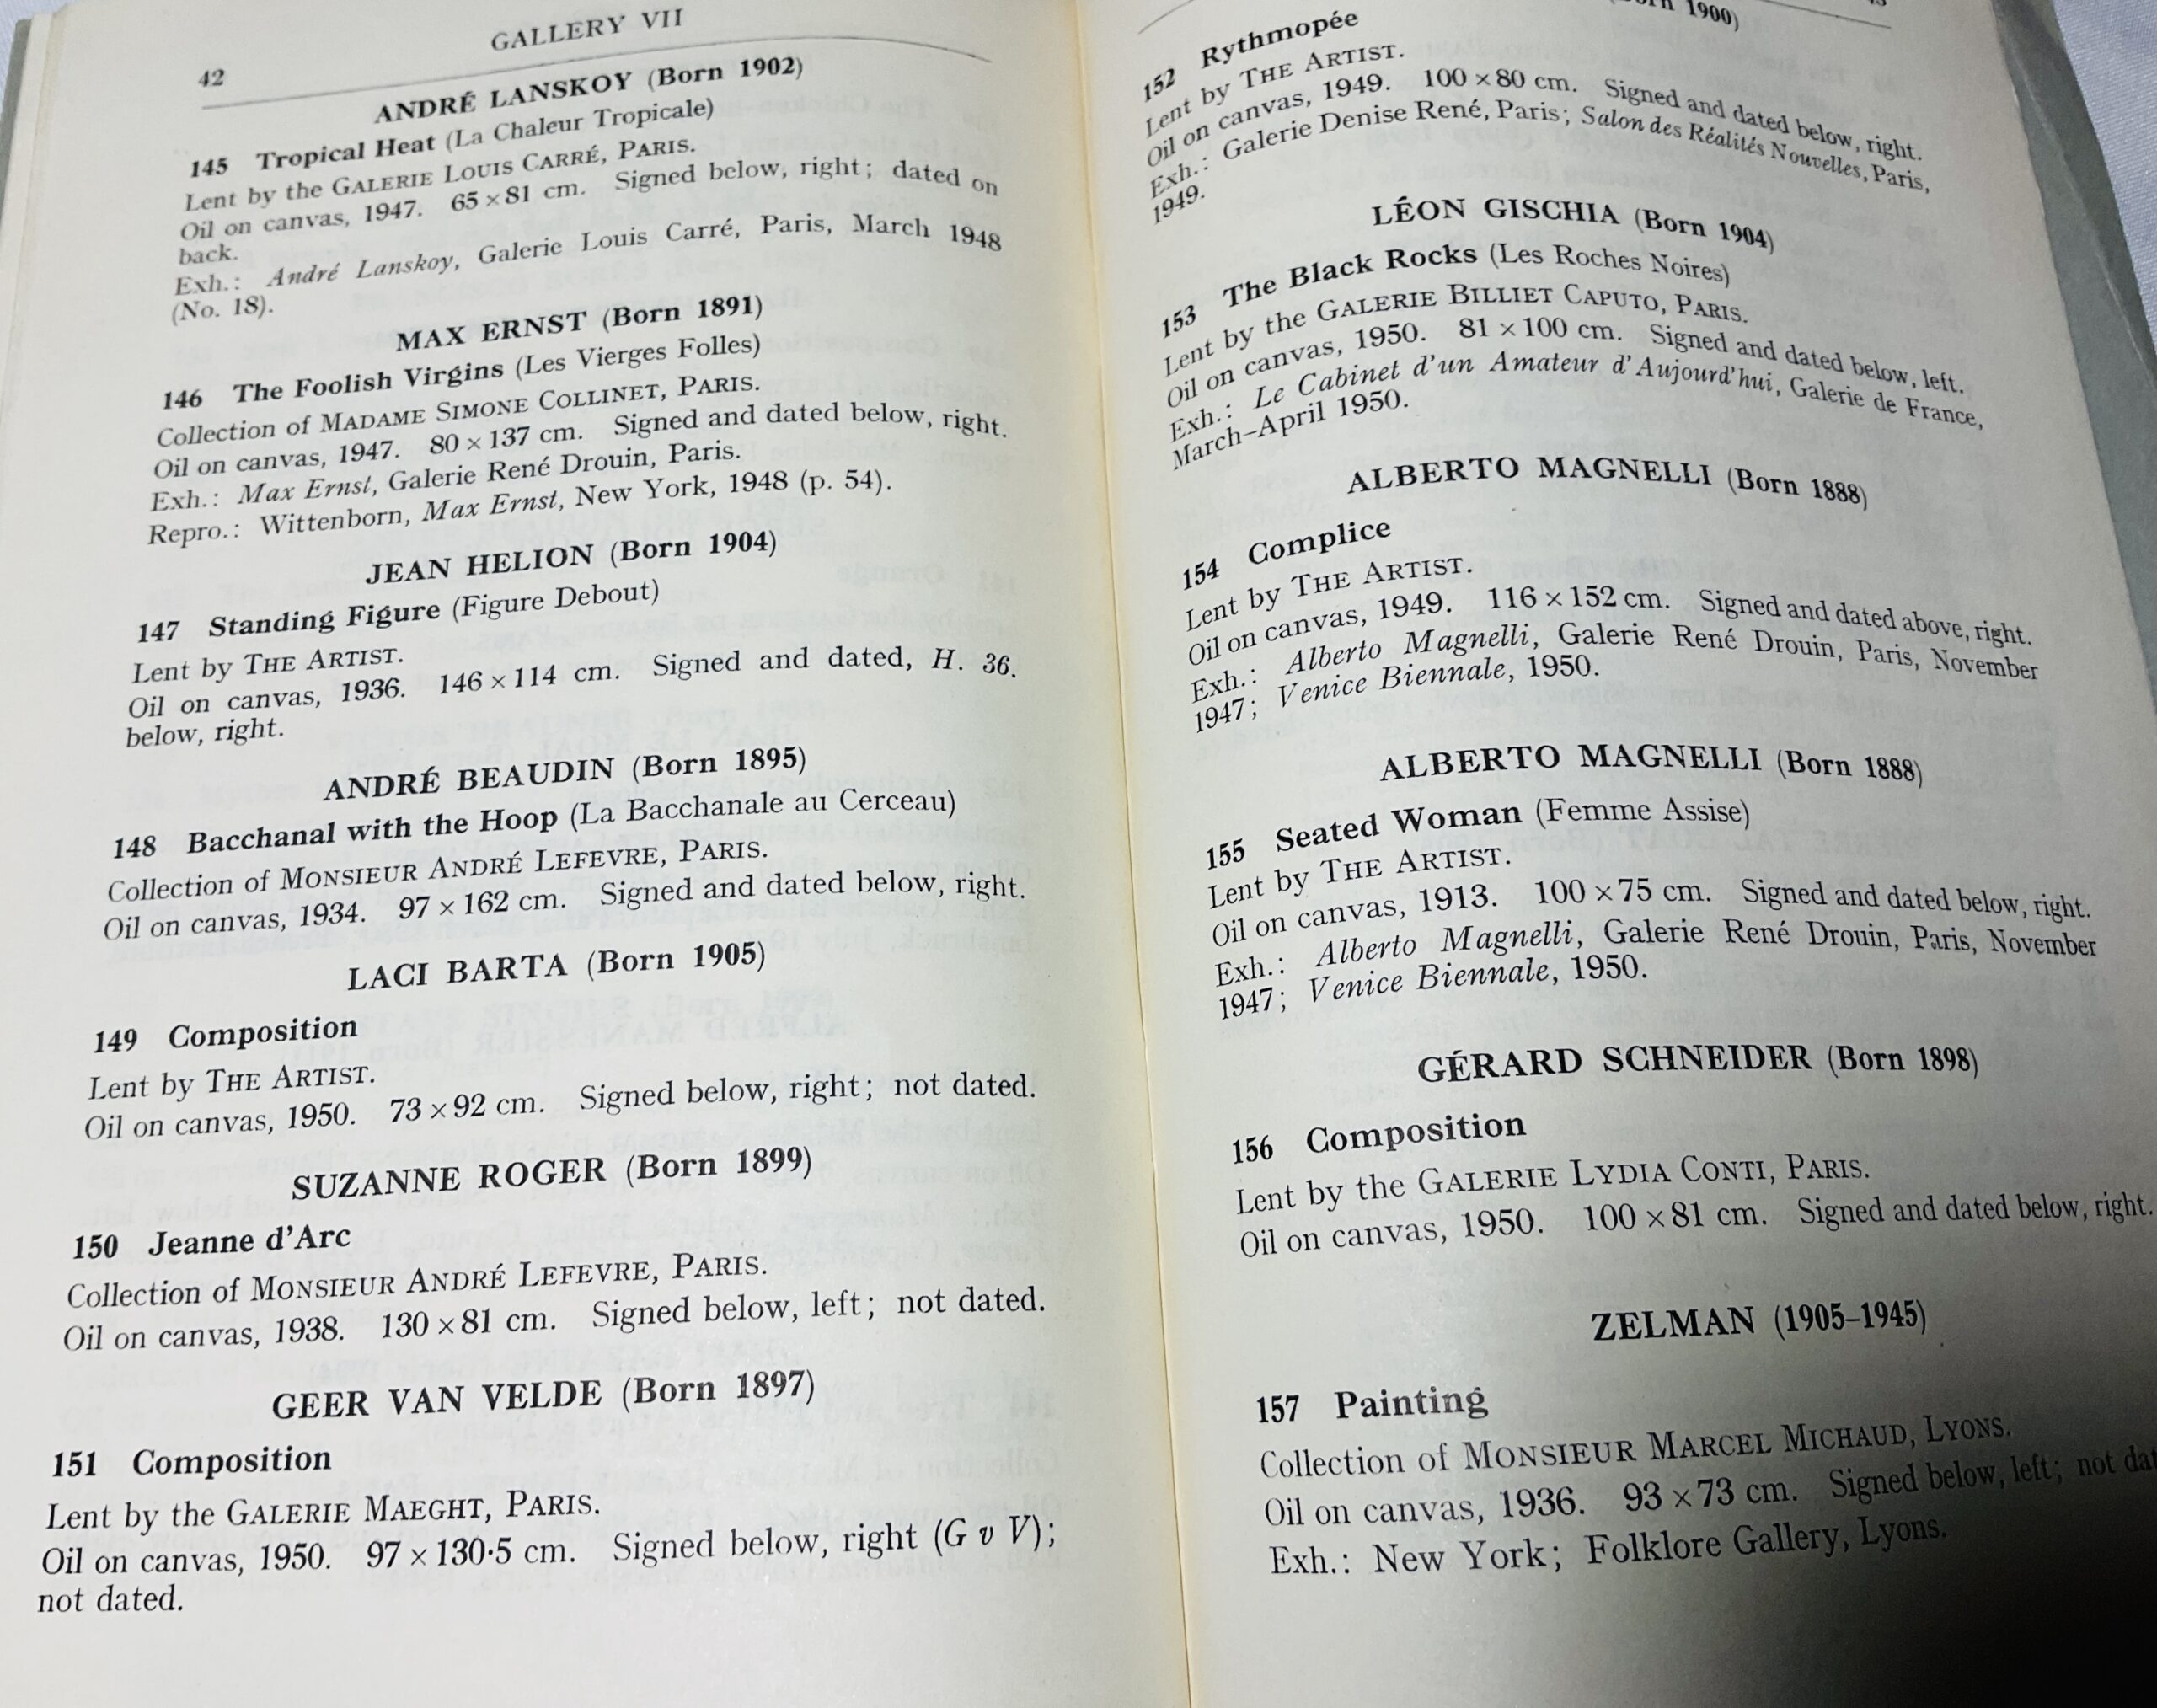 GALLERY VII
42
ANDRÉ LANSKOY (Born 1902)
145 Tropical Heat (La Chaleur Tropicale)
Lent by the GALERIE LOUIS CARRÉ, PARIS.
Oil on canvas, 1947. 65 × 81 cm. Signed below, right; dated on
back.
Exh.: André Lanskoy, Galerie Louis Carré, Paris, March 1948
(No. 18).
MAX ERNST (Born 1891)
146 The Foolish Virgins (Les Vierges Folles)
Collection of MADAME SIMONE COLLINET, PARIS.
Oil on canvas, 1947. 80 × 137 cm. Signed and dated below, right.
Exh.: Max Ernst, Galerie René Drouin, Paris.
Repro.: Wittenborn, Max Ernst, New York, 1948 (p. 54).
JEAN HELION (Born 1904)
147 Standing Figure (Figure Debout)
Lent by THE ARTIST.
Oil on canvas, 1936. 146 × 114 cm. Signed and dated, H. 36.
below, right.
ANDRÉ BEAUDIN (Born 1895)
148 Bacchanal with the Hoop (La Bacchanale au Cerceau)
Collection of MONSIEUR ANDRÉ LEFEVRE, PARIS.
Oil on canvas, 1934. 97 × 162 cm. Signed and dated below, right.
LACI BARTA (Born 1905)
149 Composition
Lent by THE ARTIST.
Oil on canvas, 1950. 73 × 92 cm. Signed below, right; not dated.
SUZANNE ROGER (Born 1899)
150 Jeanne d'Arc
Collection of MONSIEUR ANDRÉ LEFEVRE, PARIS.
Oil on canvas, 1938. 130 × 81 cm. Signed below, left; not dated.
GEER VAN VELDE (Born 1897)
151 Composition
Lent by the GALERIE MAEGHT, PARIS.
Oil on canvas, 1950. 97 × 130·5 cm. Signed below, right (G v V);
not dated.
1900)
152 Rythmopée
Lent by THE ARTIST.
Oil on canvas, 1949. 100 × 80 cm. Signed and dated below, right.
Exh.: Galerie Denise René, Paris; Salon des Réalités Nouvelles, Paris,
1949.
LÉON GISCHIA (Born 1904)
153 The Black Rocks (Les Roches Noires)
Lent by the GALERIE BILLIET CAPUTO, PARIS.
Oil on canvas, 1950. 81 × 100 cm. Signed and dated below, left.
Exh.: Le Cabinet d'un Amateur d'Aujourd'hui, Galerie de France,
March–April 1950.
ALBERTO MAGNELLI (Born 1888)
154 Complice
Lent by THE ARTIST.
Oil on canvas, 1949. 116 × 152 cm. Signed and dated above, right.
Exh.: Alberto Magnelli, Galerie René Drouin, Paris, November
1947; Venice Biennale, 1950.
ALBERTO MAGNELLI (Born 1888)
155 Seated Woman (Femme Assise)
Lent by THE ARTIST.
Oil on canvas, 1913. 100 × 75 cm. Signed and dated below, right.
Exh.: Alberto Magnelli, Galerie René Drouin, Paris, November
1947; Venice Biennale, 1950.
GÉRARD SCHNEIDER (Born 1898)
156 Composition
Lent by the GALERIE LYDIA CONTI, PARIS.
Oil on canvas, 1950. 100 × 81 cm. Signed and dated below, right.
ZELMAN (1905–1945)
157 Painting
Collection of MONSIEUR MARCEL MICHAUD, LYONS.
Oil on canvas, 1936. 93 × 73 cm. Signed below, left; not dat
Exh.: New York; Folklore Gallery, Lyons.